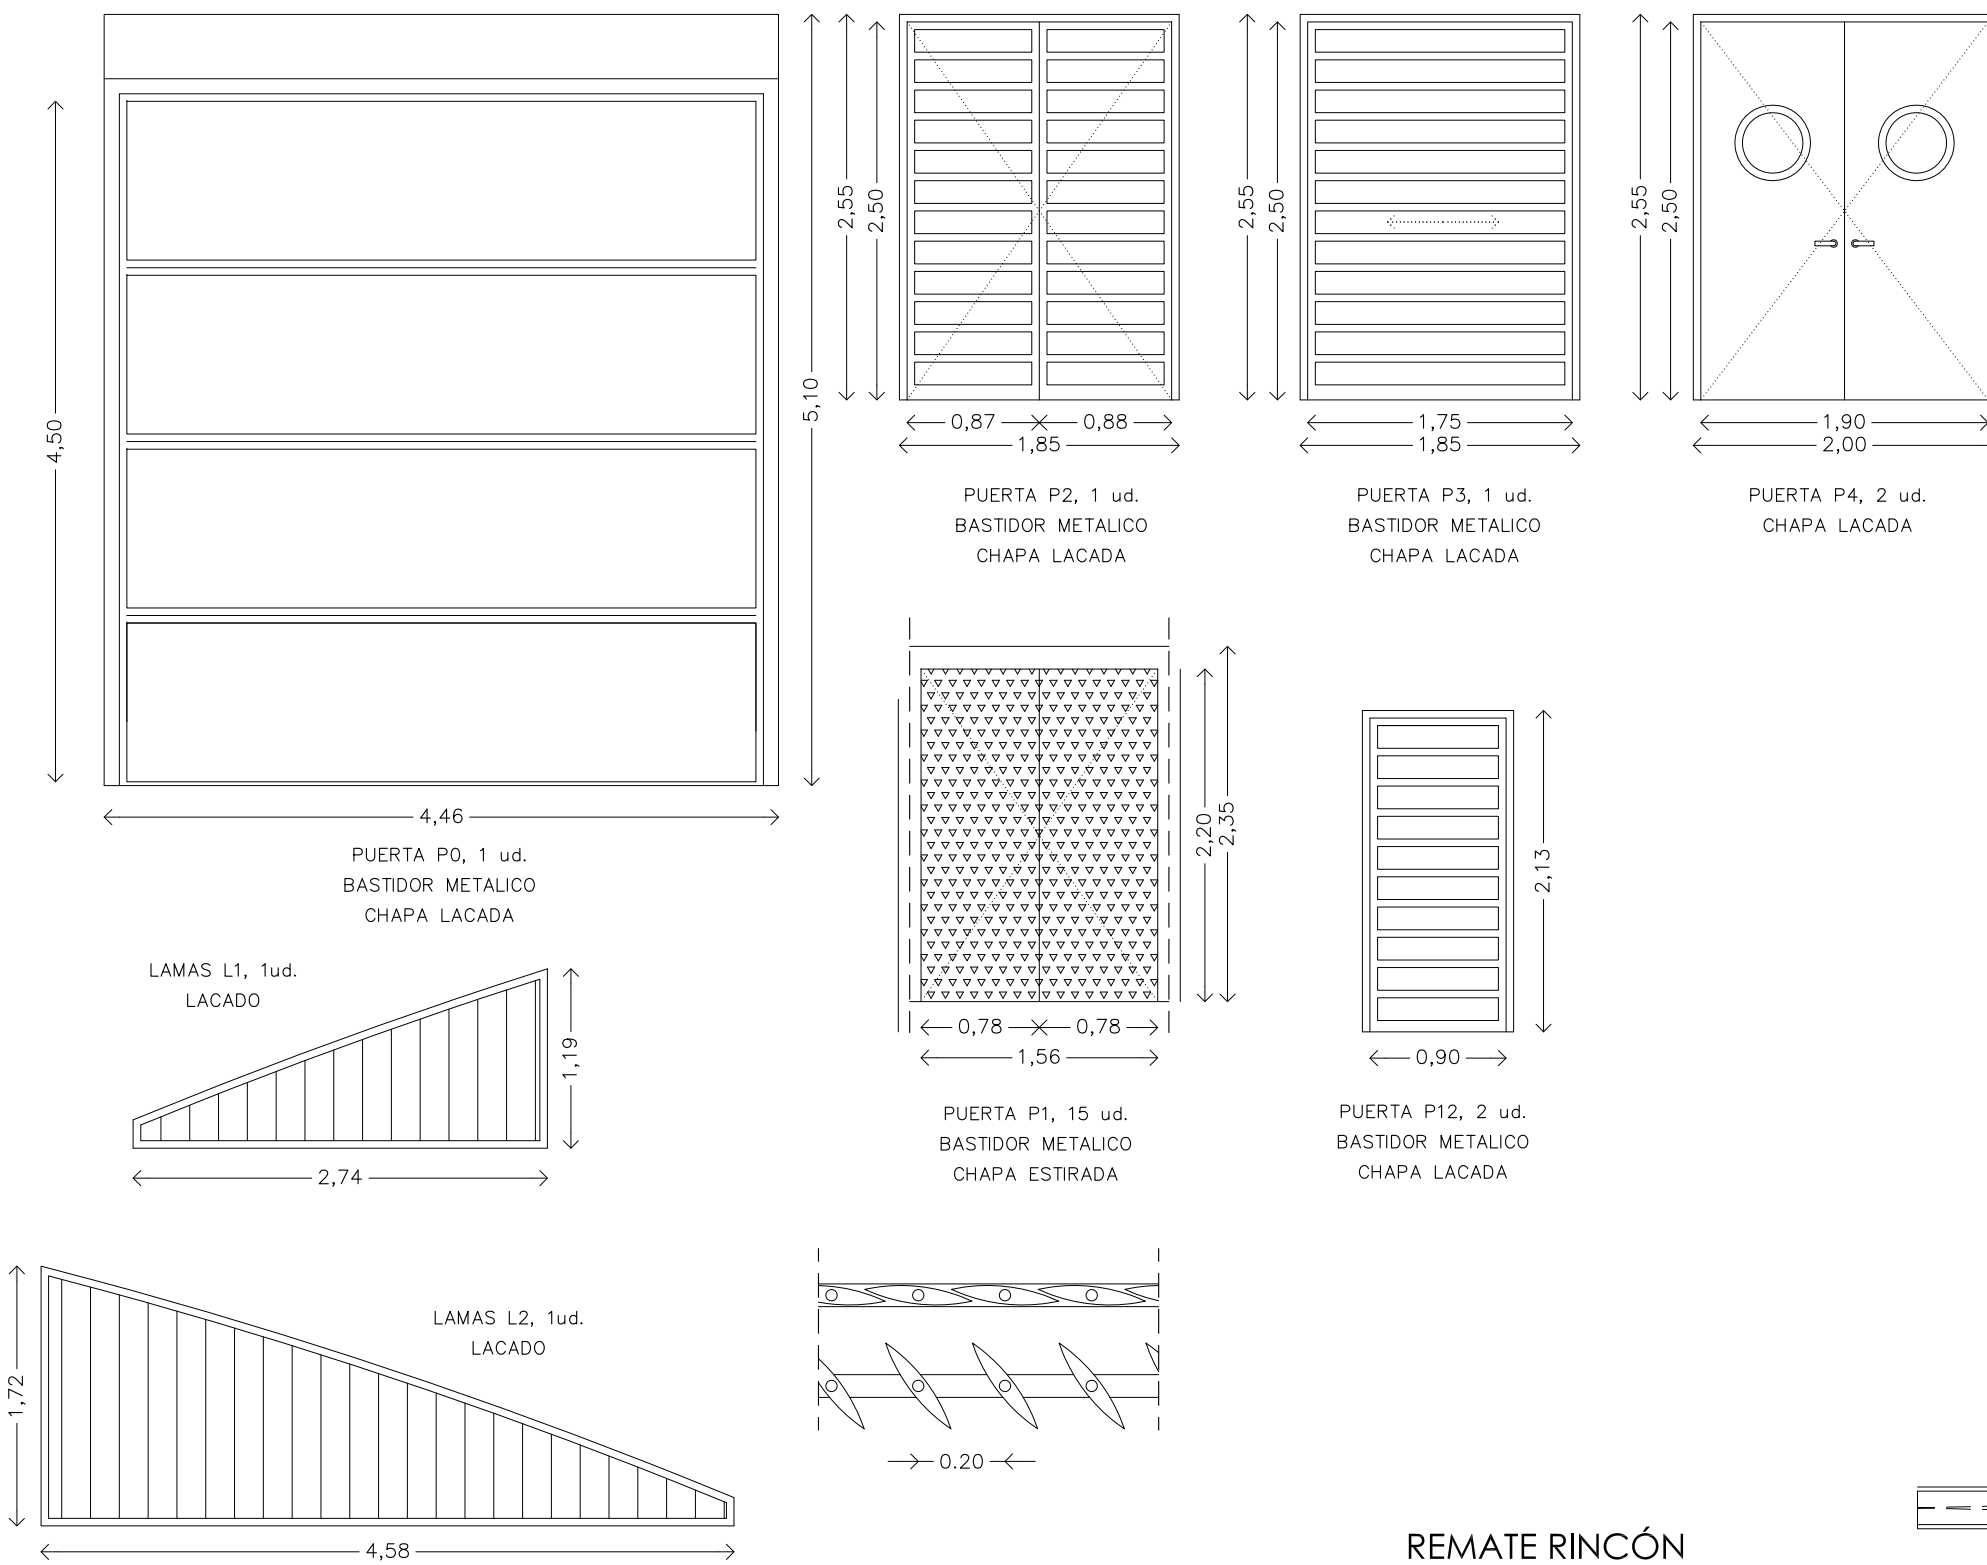 4,50
5,10
4,46
PUERTA P0, 1 ud.
BASTIDOR METALICO
CHAPA LACADA
2,55
2,50
0,87
0,88
1,85
PUERTA P2, 1 ud.
BASTIDOR METALICO
CHAPA LACADA
2,55
2,50
1,75
1,85
PUERTA P3, 1 ud.
BASTIDOR METALICO
CHAPA LACADA
2,55
2,50
1,90
2,00
PUERTA P4, 2 ud.
CHAPA LACADA
2,20
2,35
0,78
0,78
1,56
PUERTA P1, 15 ud.
BASTIDOR METALICO
CHAPA ESTIRADA
2,13
0,90
PUERTA P12, 2 ud.
BASTIDOR METALICO
CHAPA LACADA
LAMAS L1, 1ud.
LACADO
1,19
2,74
LAMAS L2, 1ud.
LACADO
1,72
4,58
0.20
REMATE RINCÓN